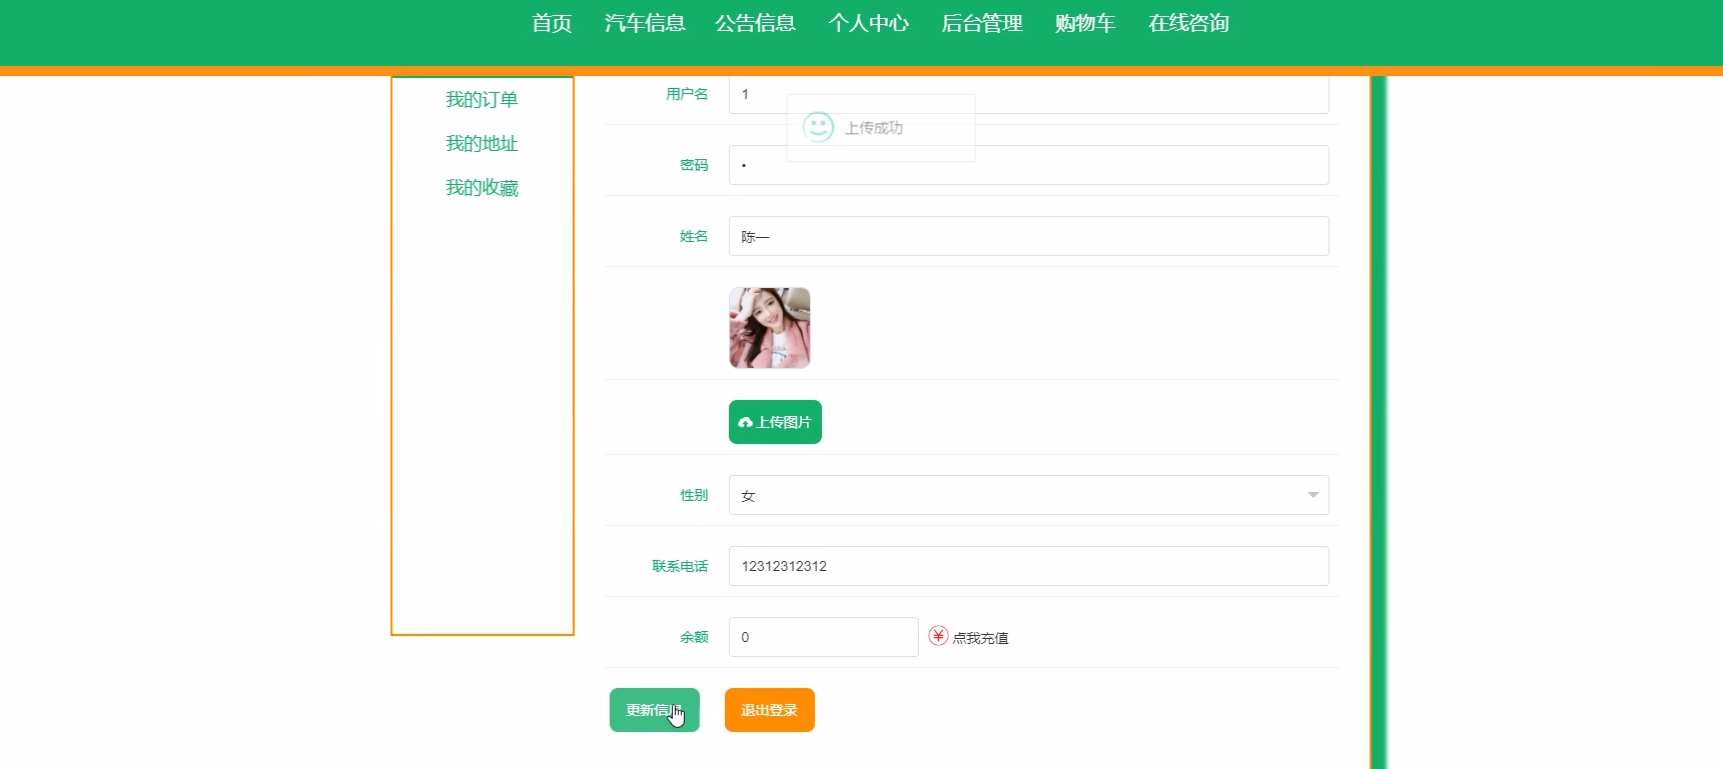 首页 汽车信息 公告信息 个人中心 后台管理 购物车 在线咨询
我的订单
我的地址
我的收藏
用户名 1
上传成功
密码 •
姓名 陈一
上传图片
性别 女
联系电话 12312312312
余额 0 点我充值
更新信息 退出登录